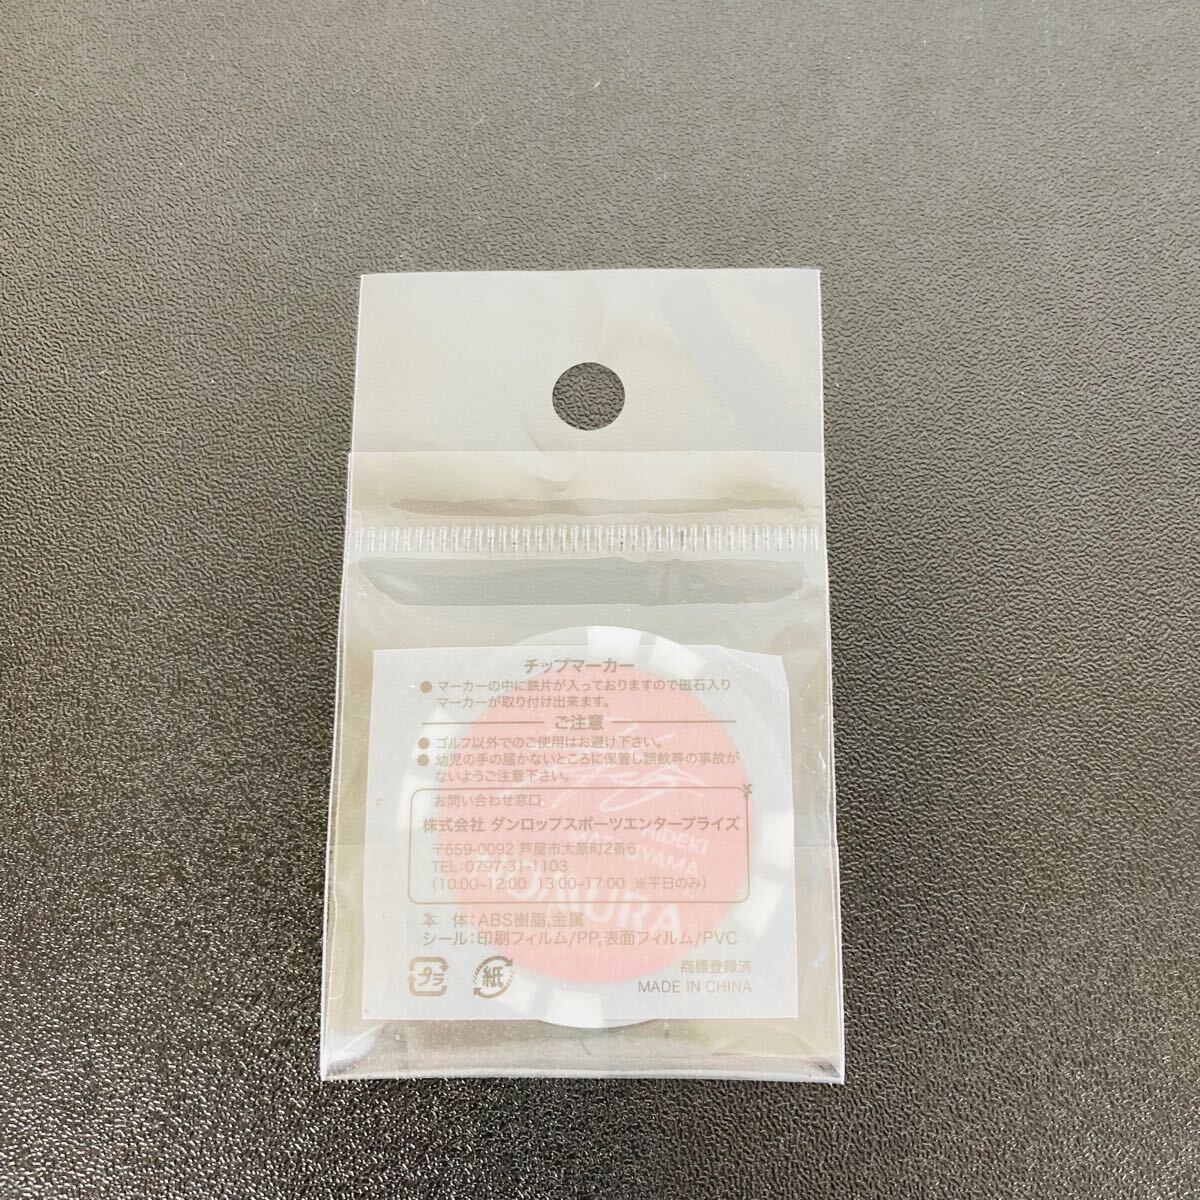 チップマーカー
● マーカーの中に鉄片が入っておりますので磁石入り
マーカーが取り付け出来ます。
ご注意
● ゴルフ以外でのご使用はお避け下さい。
● 幼児の手の届かないところに保管し誤飲等の事故が
ないようご注意下さい。
お問い合わせ窓口
株式会社 ダンロップスポーツエンタープライズ
〒659-0092 芦屋市大原町2番6
TEL:0797-31-1103
(10:00~12:00 13:00~17:00 ※平日のみ)
本 体:ABS樹脂,金属
シール:印刷フィルム/PP,表面フィルム/PVC
プラ
紙
商標登録済
MADE IN CHINA
HIDEKI